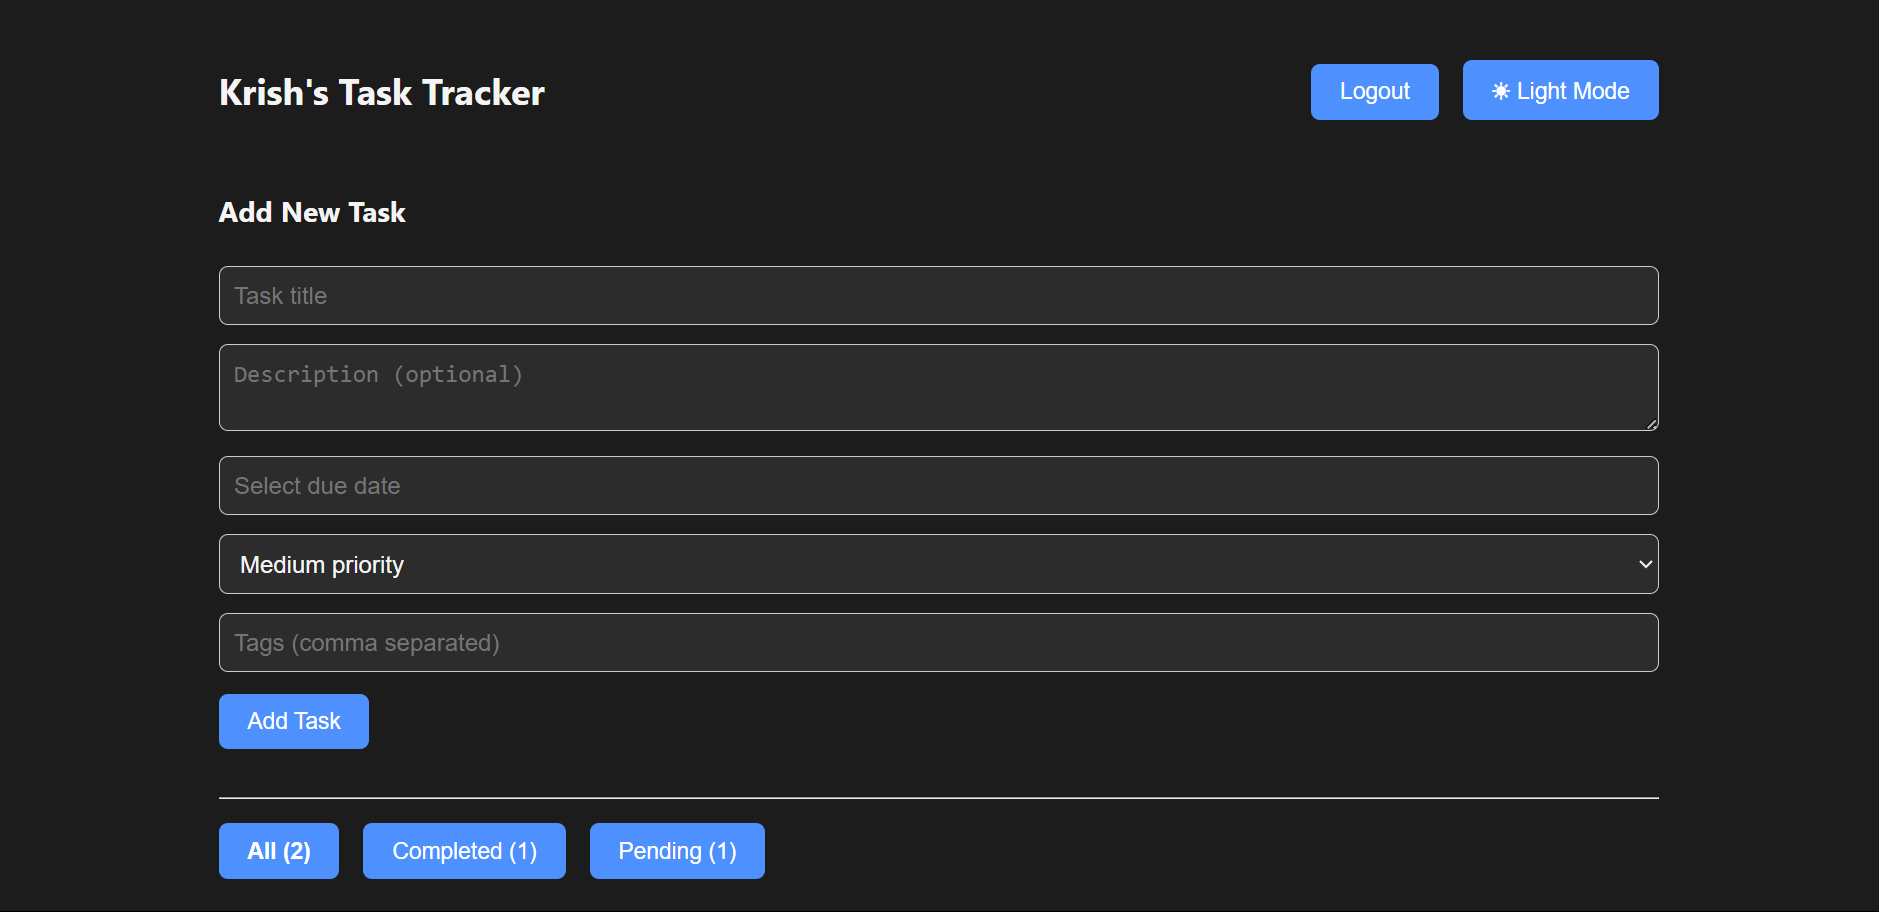 Krish's Task Tracker
Logout
☀ Light Mode
Add New Task
Task title
Description (optional)
Select due date
Medium priority
Tags (comma separated)
Add Task
All (2)
Completed (1)
Pending (1)